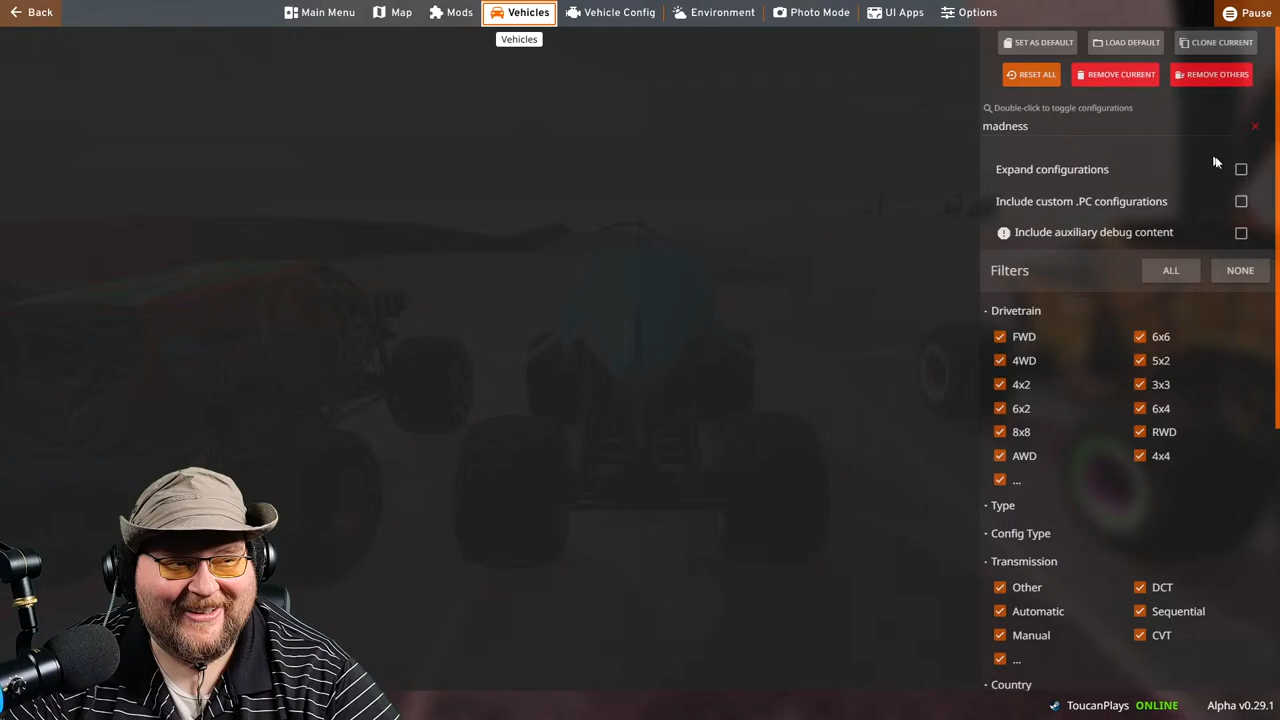 Back
Main Menu
Map
Mods
Vehicles
Vehicle Config
Environment
Photo Mode
UI Apps
Options
Pause
Vehicles
SET AS DEFAULT
LOAD DEFAULT
CLONE CURRENT
RESET ALL
REMOVE CURRENT
REMOVE OTHERS
Double-click to toggle configurations
madness
Expand configurations
Include custom .PC configurations
Include auxiliary debug content
Filters
ALL
NONE
Drivetrain
FWD
6x6
4WD
5x2
4x2
3x3
6x2
6x4
8x8
RWD
AWD
4x4
...
Type
Config Type
Transmission
Other
DCT
Automatic
Sequential
Manual
CVT
...
Country
ToucanPlays ONLINE
Alpha v0.29.1